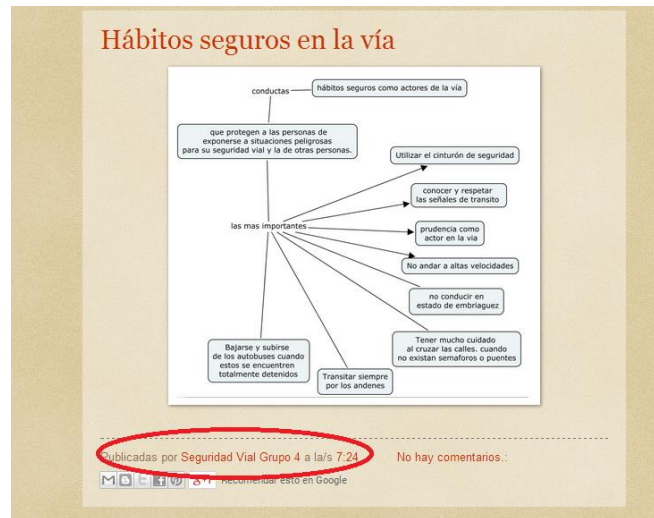 Hábitos seguros en la vía
conductas
hábitos seguros como actores de la vía
que protegen a las personas de
exponerse a situaciones peligrosas
para su seguridad vial y la de otras personas.
las mas importantes
Utilizar el cinturón de seguridad
conocer y respetar
las señales de transito
prudencia como
actor en la via
No andar a altas velocidades
no conducir en
estado de embriaguez
Tener mucho cuidado
al cruzar las calles. cuando
no existan semaforos o puentes
Transitar siempre
por los andenes
Bajarse y subirse
de los autobuses cuando
estos se encuentren
totalmente detenidos
Publicadas por Seguridad Vial Grupo 4 a la/s 7:24 No hay comentarios.:
Recomendar esto en Google